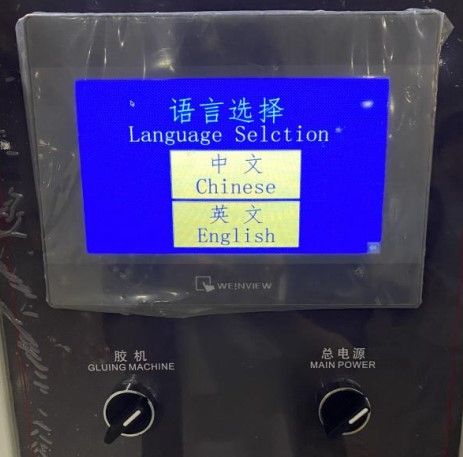 语言选择
Language Selction
中 文
Chinese
英 文
English
WEINVIEW
胶 机
GLUING MACHINE
总 电 源
MAIN POWER